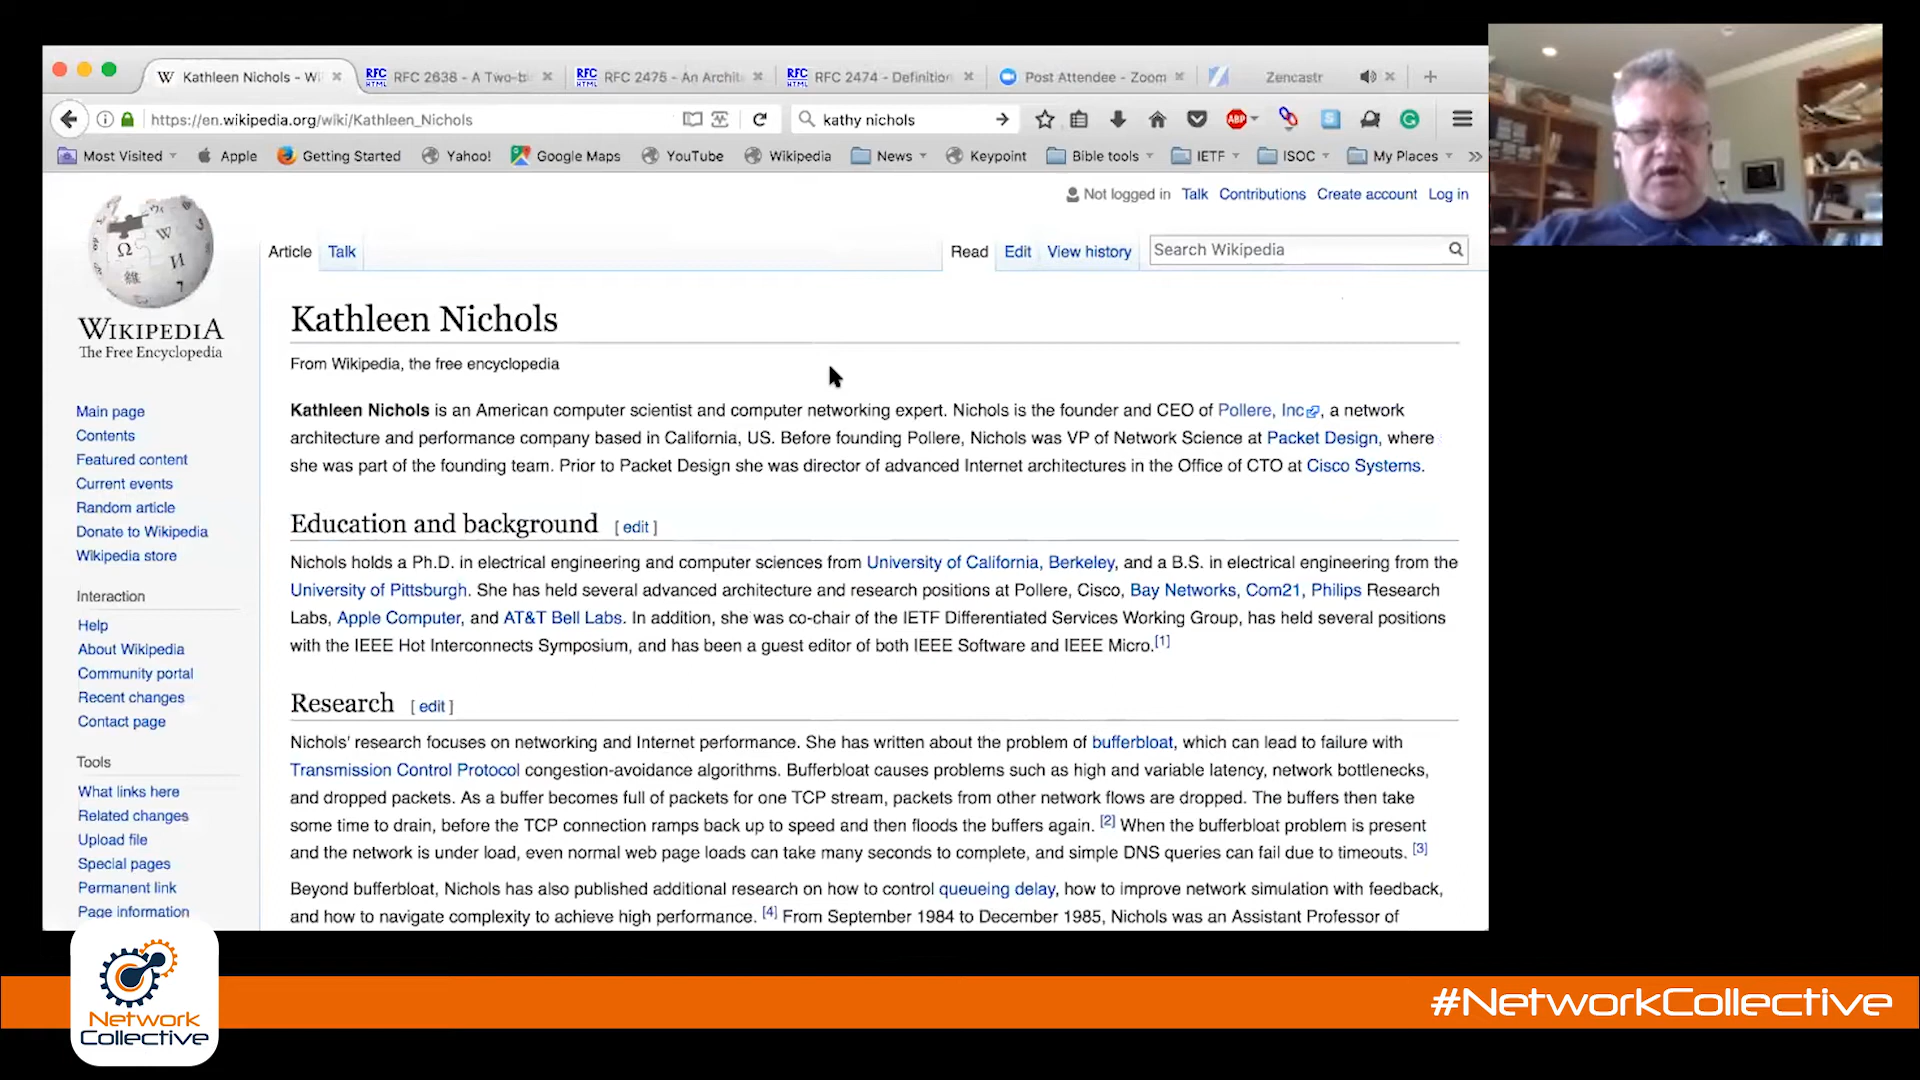 Kathleen Nichols - Wi
RFC HTML RFC 2638 - A Two-bi
RFC HTML RFC 2475 - An Archit
RFC HTML RFC 2474 - Definition
Post Attendee - Zoom
Zencastr
https://en.wikipedia.org/wiki/Kathleen_Nichols
kathy nichols
ABP
Most Visited Apple Getting Started Yahoo! Google Maps YouTube Wikipedia News Keypoint Bible tools IETF ISOC My Places
Not logged in Talk Contributions Create account Log in
Article Talk Read Edit View history Search Wikipedia
WIKIPEDIA
The Free Encyclopedia
Main page
Contents
Featured content
Current events
Random article
Donate to Wikipedia
Wikipedia store
Interaction
Help
About Wikipedia
Community portal
Recent changes
Contact page
Tools
What links here
Related changes
Upload file
Special pages
Permanent link
Page information
Kathleen Nichols
From Wikipedia, the free encyclopedia
Kathleen Nichols is an American computer scientist and computer networking expert. Nichols is the founder and CEO of Pollere, Inc, a network
architecture and performance company based in California, US. Before founding Pollere, Nichols was VP of Network Science at Packet Design, where
she was part of the founding team. Prior to Packet Design she was director of advanced Internet architectures in the Office of CTO at Cisco Systems.
Education and background [ edit ]
Nichols holds a Ph.D. in electrical engineering and computer sciences from University of California, Berkeley, and a B.S. in electrical engineering from the
University of Pittsburgh. She has held several advanced architecture and research positions at Pollere, Cisco, Bay Networks, Com21, Philips Research
Labs, Apple Computer, and AT&T Bell Labs. In addition, she was co-chair of the IETF Differentiated Services Working Group, has held several positions
with the IEEE Hot Interconnects Symposium, and has been a guest editor of both IEEE Software and IEEE Micro.[1]
Research [ edit ]
Nichols' research focuses on networking and Internet performance. She has written about the problem of bufferbloat, which can lead to failure with
Transmission Control Protocol congestion-avoidance algorithms. Bufferbloat causes problems such as high and variable latency, network bottlenecks,
and dropped packets. As a buffer becomes full of packets for one TCP stream, packets from other network flows are dropped. The buffers then take
some time to drain, before the TCP connection ramps back up to speed and then floods the buffers again. [2] When the bufferbloat problem is present
and the network is under load, even normal web page loads can take many seconds to complete, and simple DNS queries can fail due to timeouts. [3]
Beyond bufferbloat, Nichols has also published additional research on how to control queueing delay, how to improve network simulation with feedback,
and how to navigate complexity to achieve high performance. [4] From September 1984 to December 1985, Nichols was an Assistant Professor of
Network
Collective
#NetworkCollective